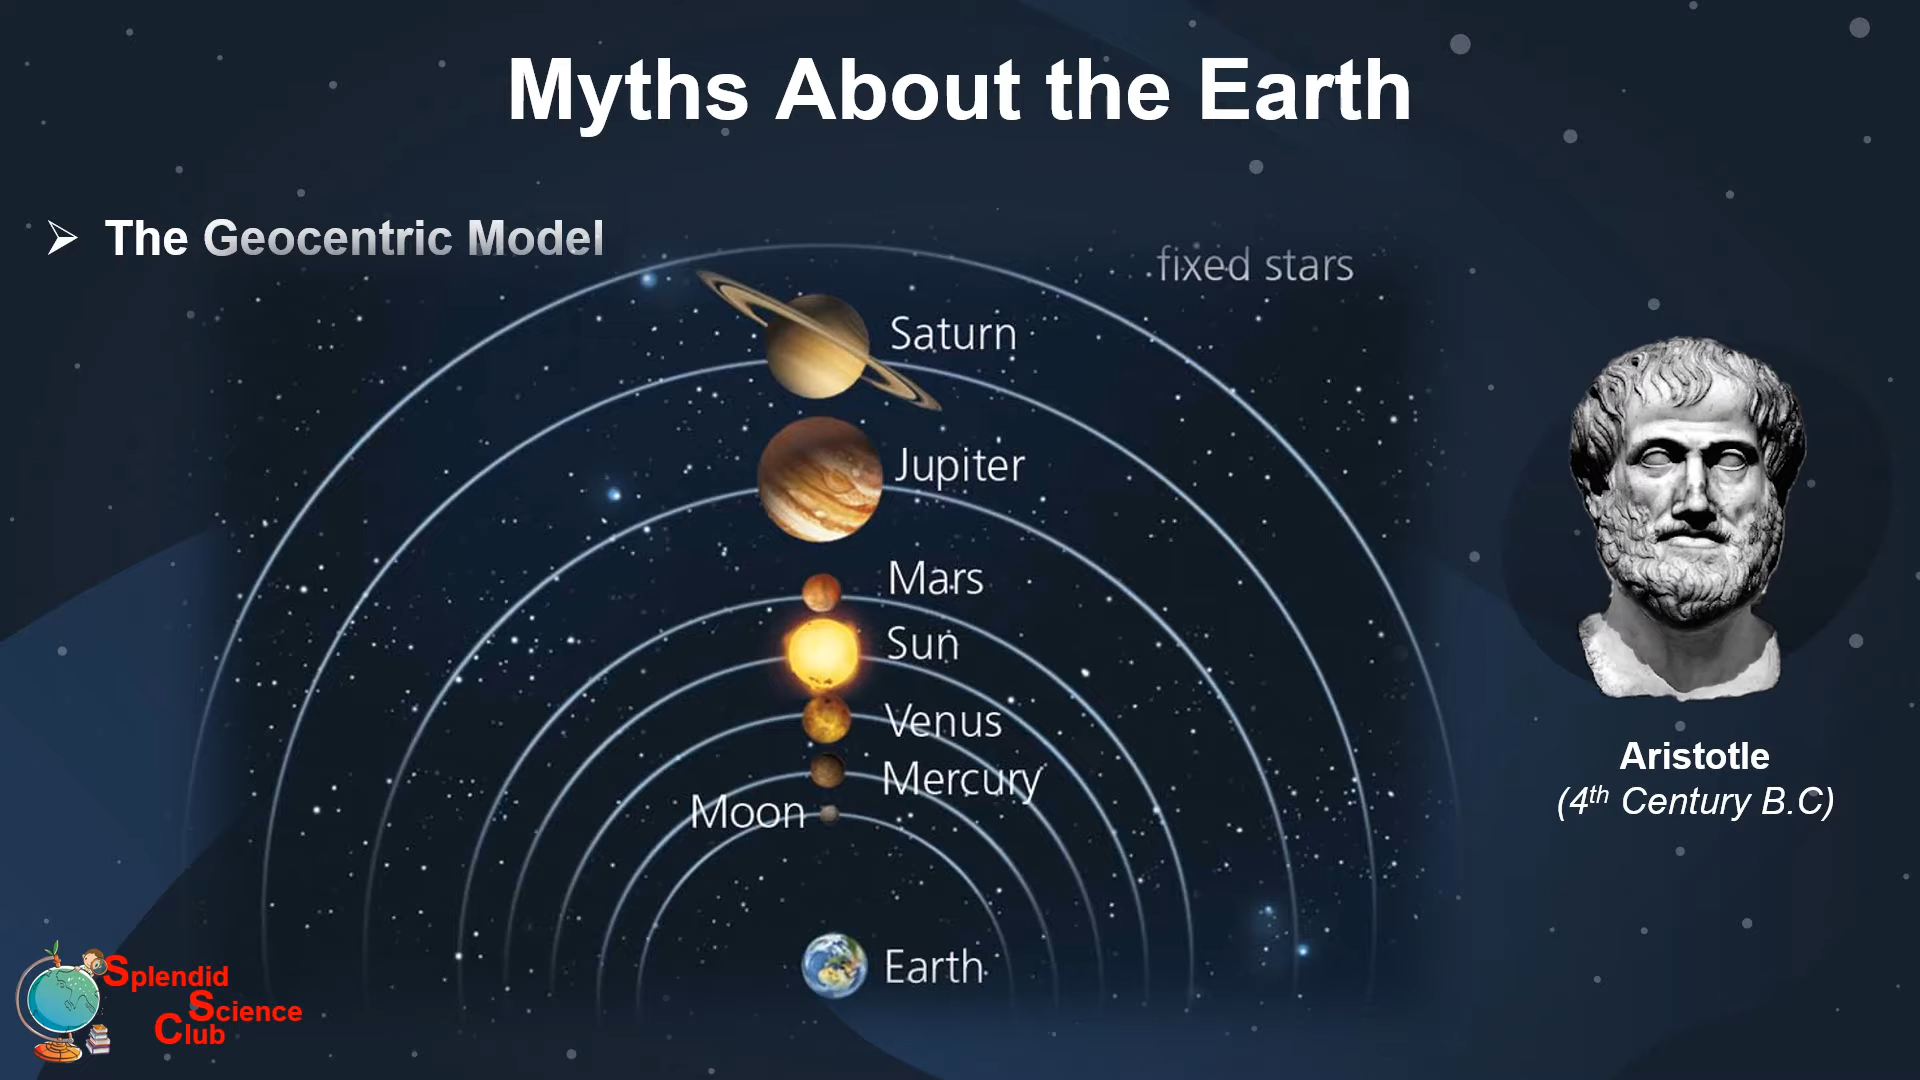 Myths About the Earth
➢ The Geocentric Model
fixed stars
Saturn
Jupiter
Mars
Sun
Venus
Mercury
Moon
Earth
Aristotle
(4th Century B.C)
Splendid
Science
Club